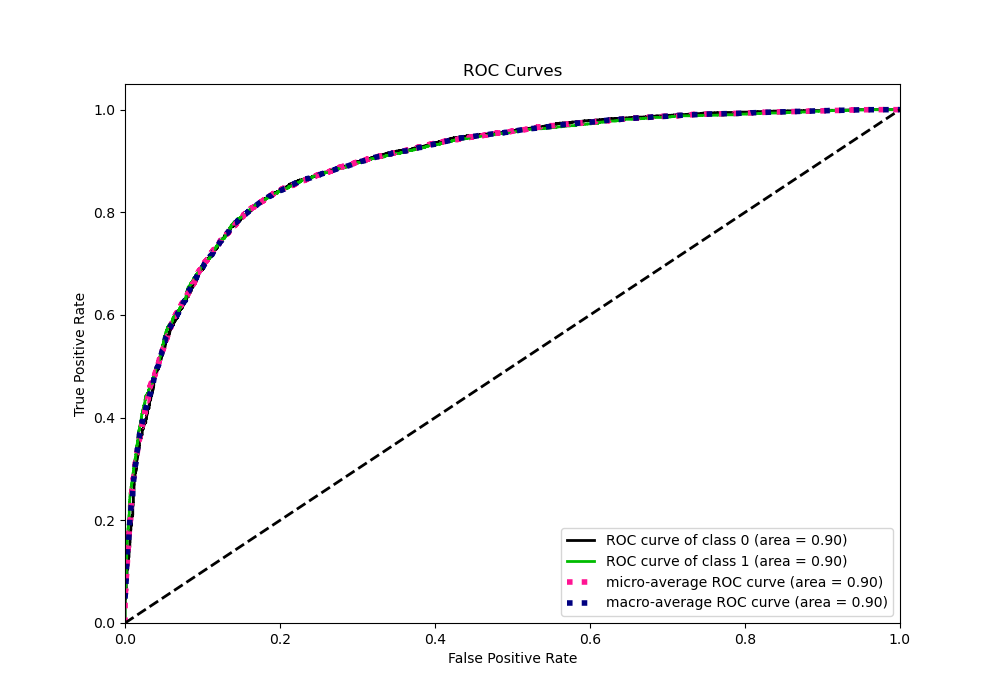 ROC Curves
1.0
0.8
0.6
0.4
0.2
0.0
True Positive Rate
ROC curve of class 0 (area = 0.90)
ROC curve of class 1 (area = 0.90)
micro-average ROC curve (area = 0.90)
macro-average ROC curve (area = 0.90)
0.0 0.2 0.4 0.6 0.8 1.0
False Positive Rate